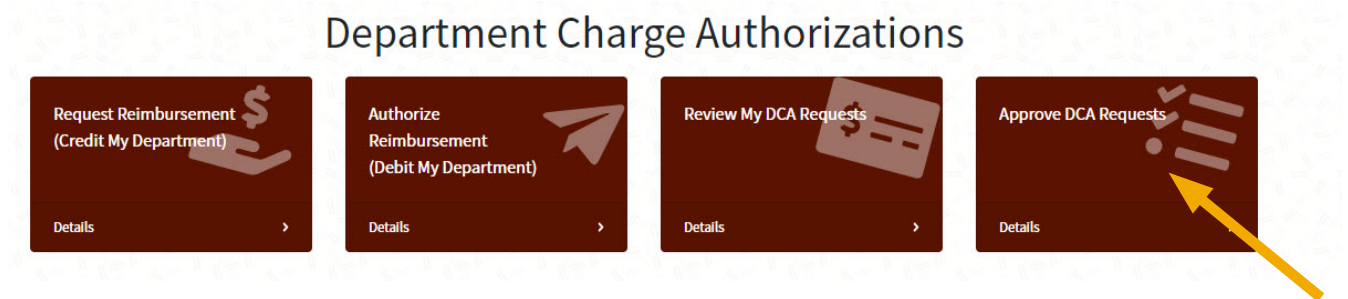 Department Charge Authorizations
Request Reimbursement
(Credit My Department)
Details
Authorize
Reimbursement
(Debit My Department)
Details
Review My DCA Requests
Details
Approve DCA Requests
Details